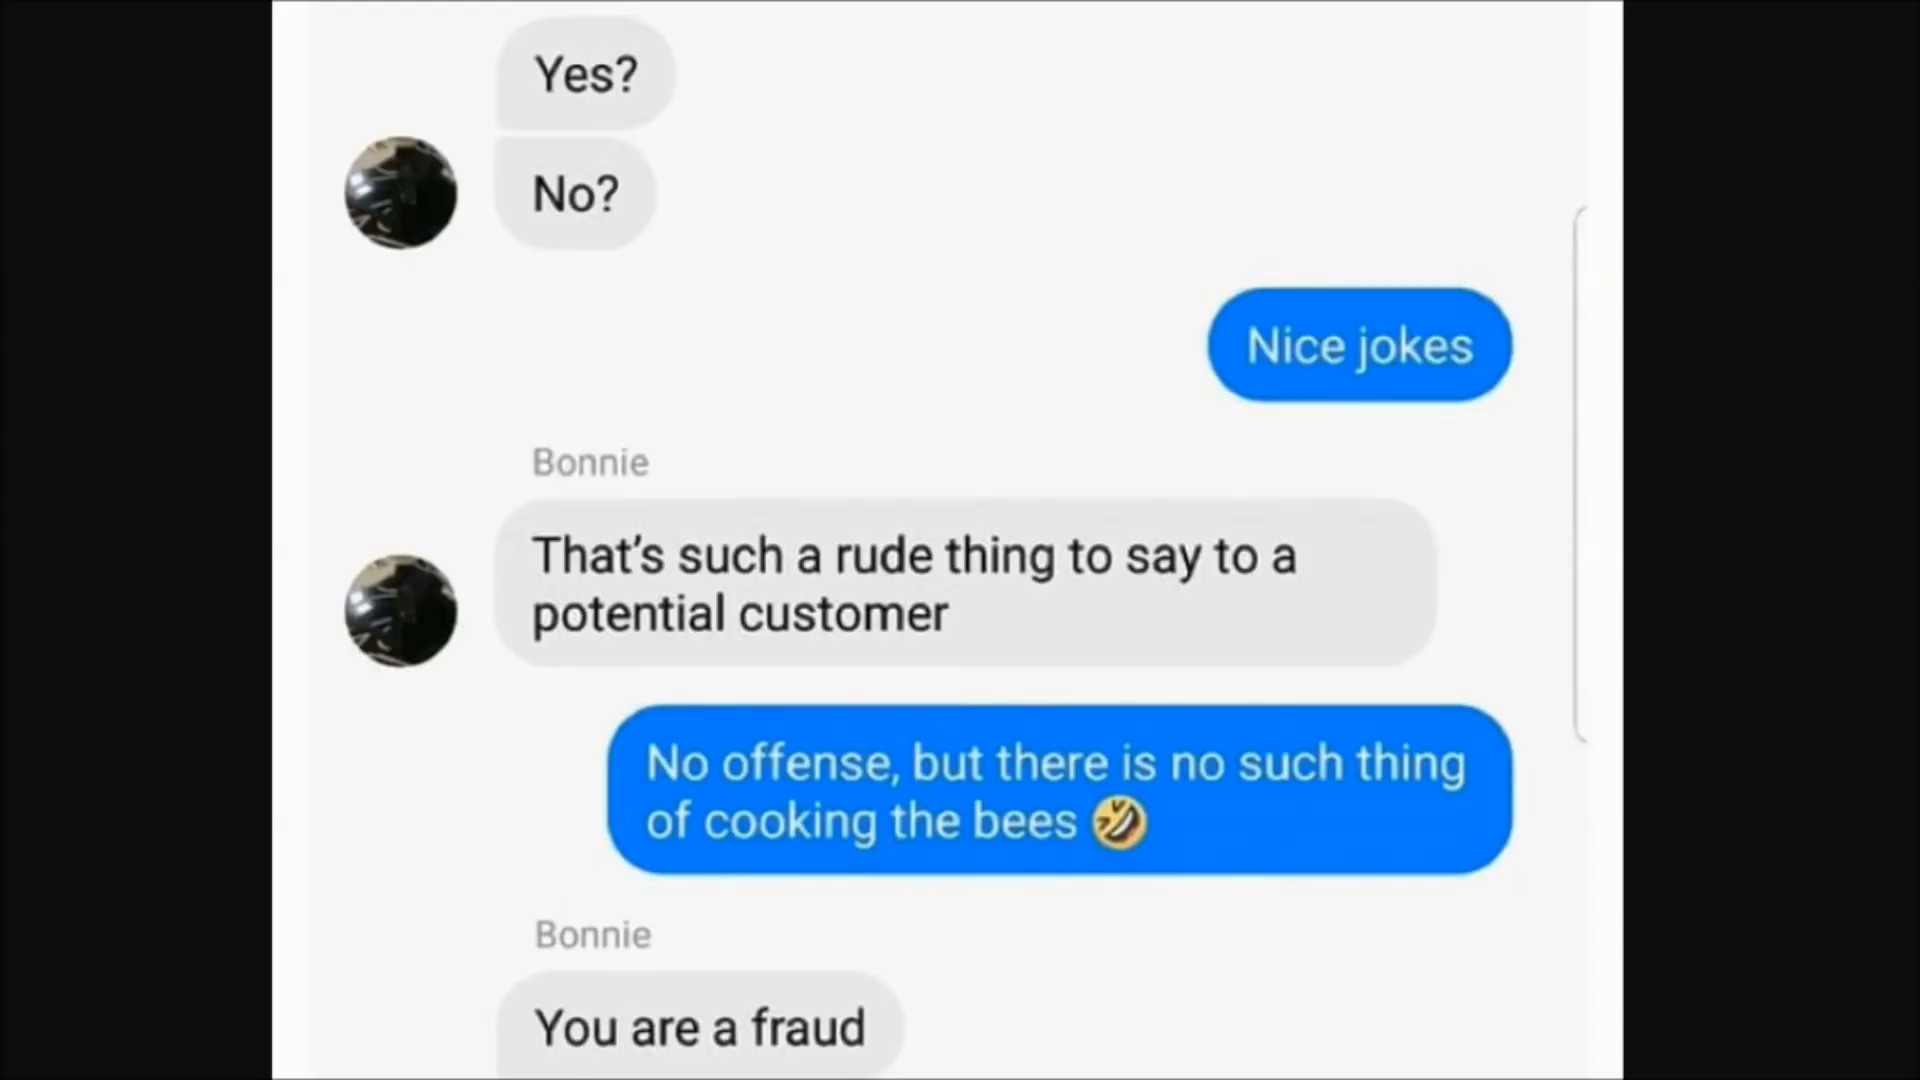 Yes?
No?
Nice jokes
Bonnie
That's such a rude thing to say to a
potential customer
No offense, but there is no such thing
of cooking the bees 🤣
Bonnie
You are a fraud